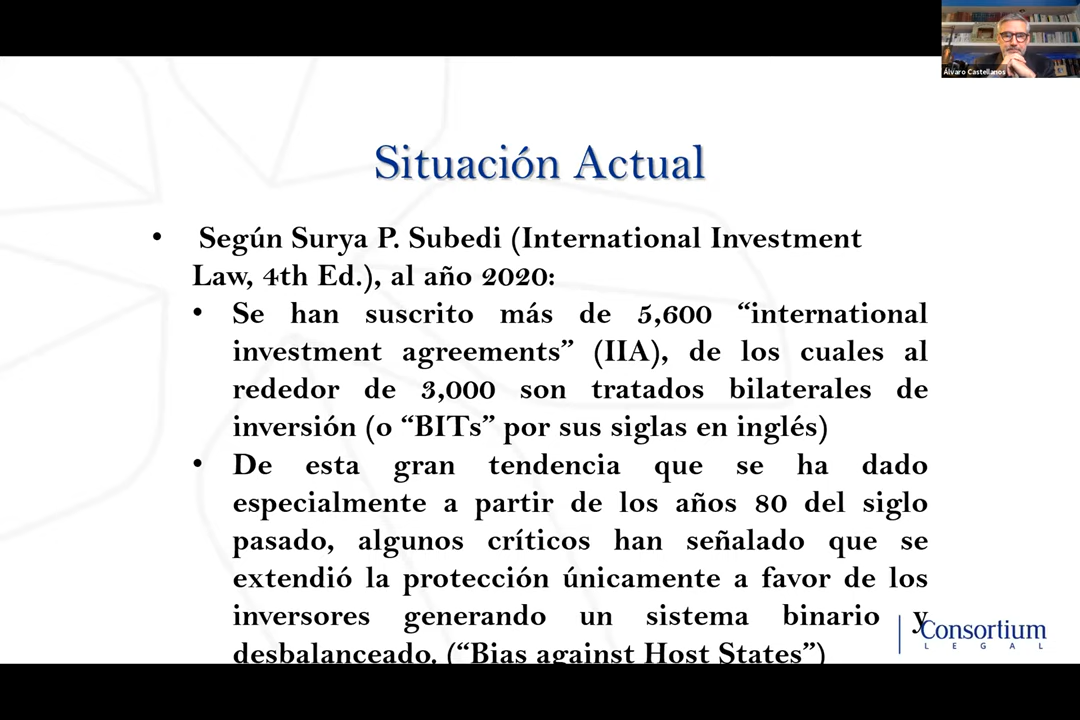 Álvaro Castellanos
Situación Actual
• Según Surya P. Subedi (International Investment
Law, 4th Ed.), al año 2020:
• Se han suscrito más de 5,600 “international
investment agreements” (IIA), de los cuales al
rededor de 3,000 son tratados bilaterales de
inversión (o “BITs” por sus siglas en inglés)
• De esta gran tendencia que se ha dado
especialmente a partir de los años 80 del siglo
pasado, algunos críticos han señalado que se
extendió la protección únicamente a favor de los
inversores generando un sistema binario y
desbalanceado. (“Bias against Host States”)
Consortium
LEGAL